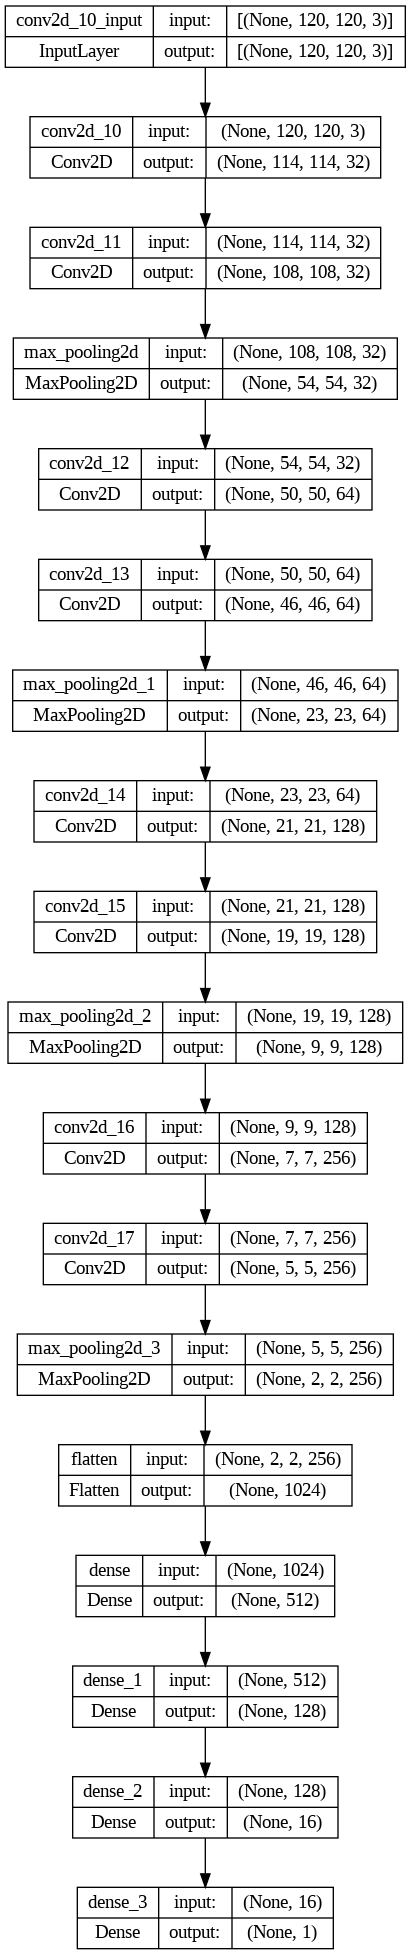 conv2d_10_input input: [(None, 120, 120, 3)]
InputLayer output: [(None, 120, 120, 3)]
conv2d_10 input: (None, 120, 120, 3)
Conv2D output: (None, 114, 114, 32)
conv2d_11 input: (None, 114, 114, 32)
Conv2D output: (None, 108, 108, 32)
max_pooling2d input: (None, 108, 108, 32)
MaxPooling2D output: (None, 54, 54, 32)
conv2d_12 input: (None, 54, 54, 32)
Conv2D output: (None, 50, 50, 64)
conv2d_13 input: (None, 50, 50, 64)
Conv2D output: (None, 46, 46, 64)
max_pooling2d_1 input: (None, 46, 46, 64)
MaxPooling2D output: (None, 23, 23, 64)
conv2d_14 input: (None, 23, 23, 64)
Conv2D output: (None, 21, 21, 128)
conv2d_15 input: (None, 21, 21, 128)
Conv2D output: (None, 19, 19, 128)
max_pooling2d_2 input: (None, 19, 19, 128)
MaxPooling2D output: (None, 9, 9, 128)
conv2d_16 input: (None, 9, 9, 128)
Conv2D output: (None, 7, 7, 256)
conv2d_17 input: (None, 7, 7, 256)
Conv2D output: (None, 5, 5, 256)
max_pooling2d_3 input: (None, 5, 5, 256)
MaxPooling2D output: (None, 2, 2, 256)
flatten input: (None, 2, 2, 256)
Flatten output: (None, 1024)
dense input: (None, 1024)
Dense output: (None, 512)
dense_1 input: (None, 512)
Dense output: (None, 128)
dense_2 input: (None, 128)
Dense output: (None, 16)
dense_3 input: (None, 16)
Dense output: (None, 1)